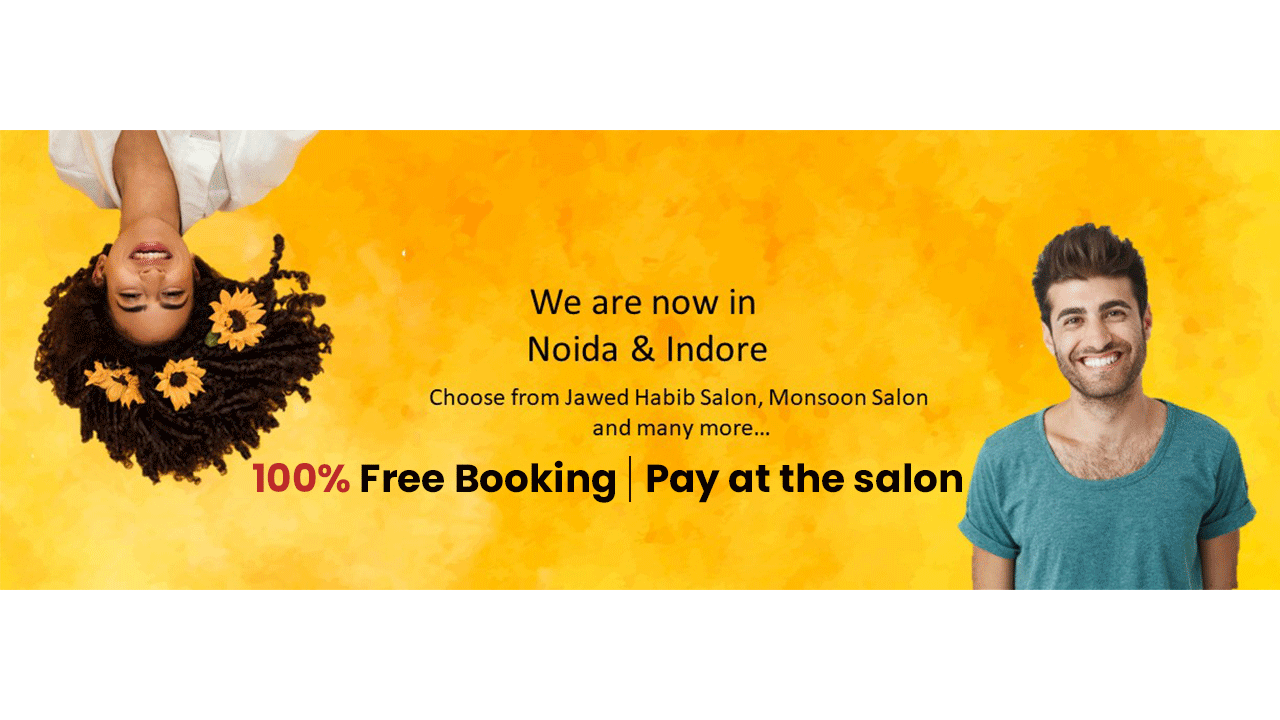 We are now in
Noida & Indore
Choose from Jawed Habib Salon, Monsoon Salon
and many more...
100% Free Booking | Pay at the salon